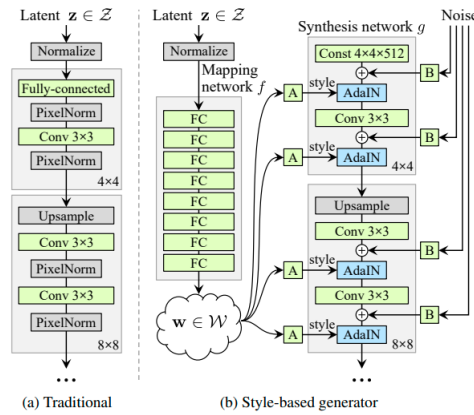 Latent z ∈ Z
Normalize
Fully-connected
PixelNorm
Conv 3×3
PixelNorm
4×4
Upsample
Conv 3×3
PixelNorm
Conv 3×3
PixelNorm
8×8
...
(a) Traditional
Latent z ∈ Z
Normalize
Mapping
network f
FC
FC
FC
FC
FC
FC
FC
FC
w ∈ W
A
style
A
style
A
style
A
style
Synthesis network g
Noise
Const 4×4×512
B
AdaIN
Conv 3×3
B
AdaIN
4×4
Upsample
Conv 3×3
B
AdaIN
Conv 3×3
B
AdaIN
8×8
...
(b) Style-based generator